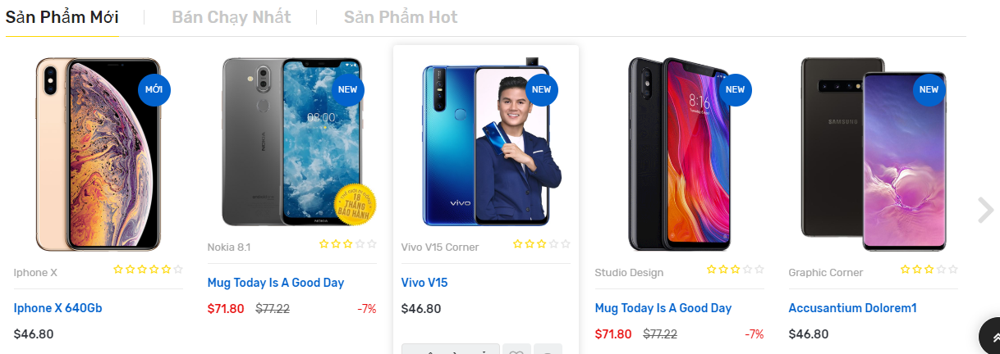 Sản Phẩm Mới
Bán Chạy Nhất
Sản Phẩm Hot
MỚI
NEW
NEW
NEW
NEW
08:00
NOKIA
18
THÁNG
BẢO HÀNH
vivo
8:16
SAMSUNG
Iphone X
Iphone X 640Gb
$46.80
Nokia 8.1
Mug Today Is A Good Day
$71.80 $77.22 -7%
Vivo V15 Corner
Vivo V15
$46.80
Studio Design
Mug Today Is A Good Day
$71.80 $77.22 -7%
Graphic Corner
Accusantium Dolorem1
$46.80